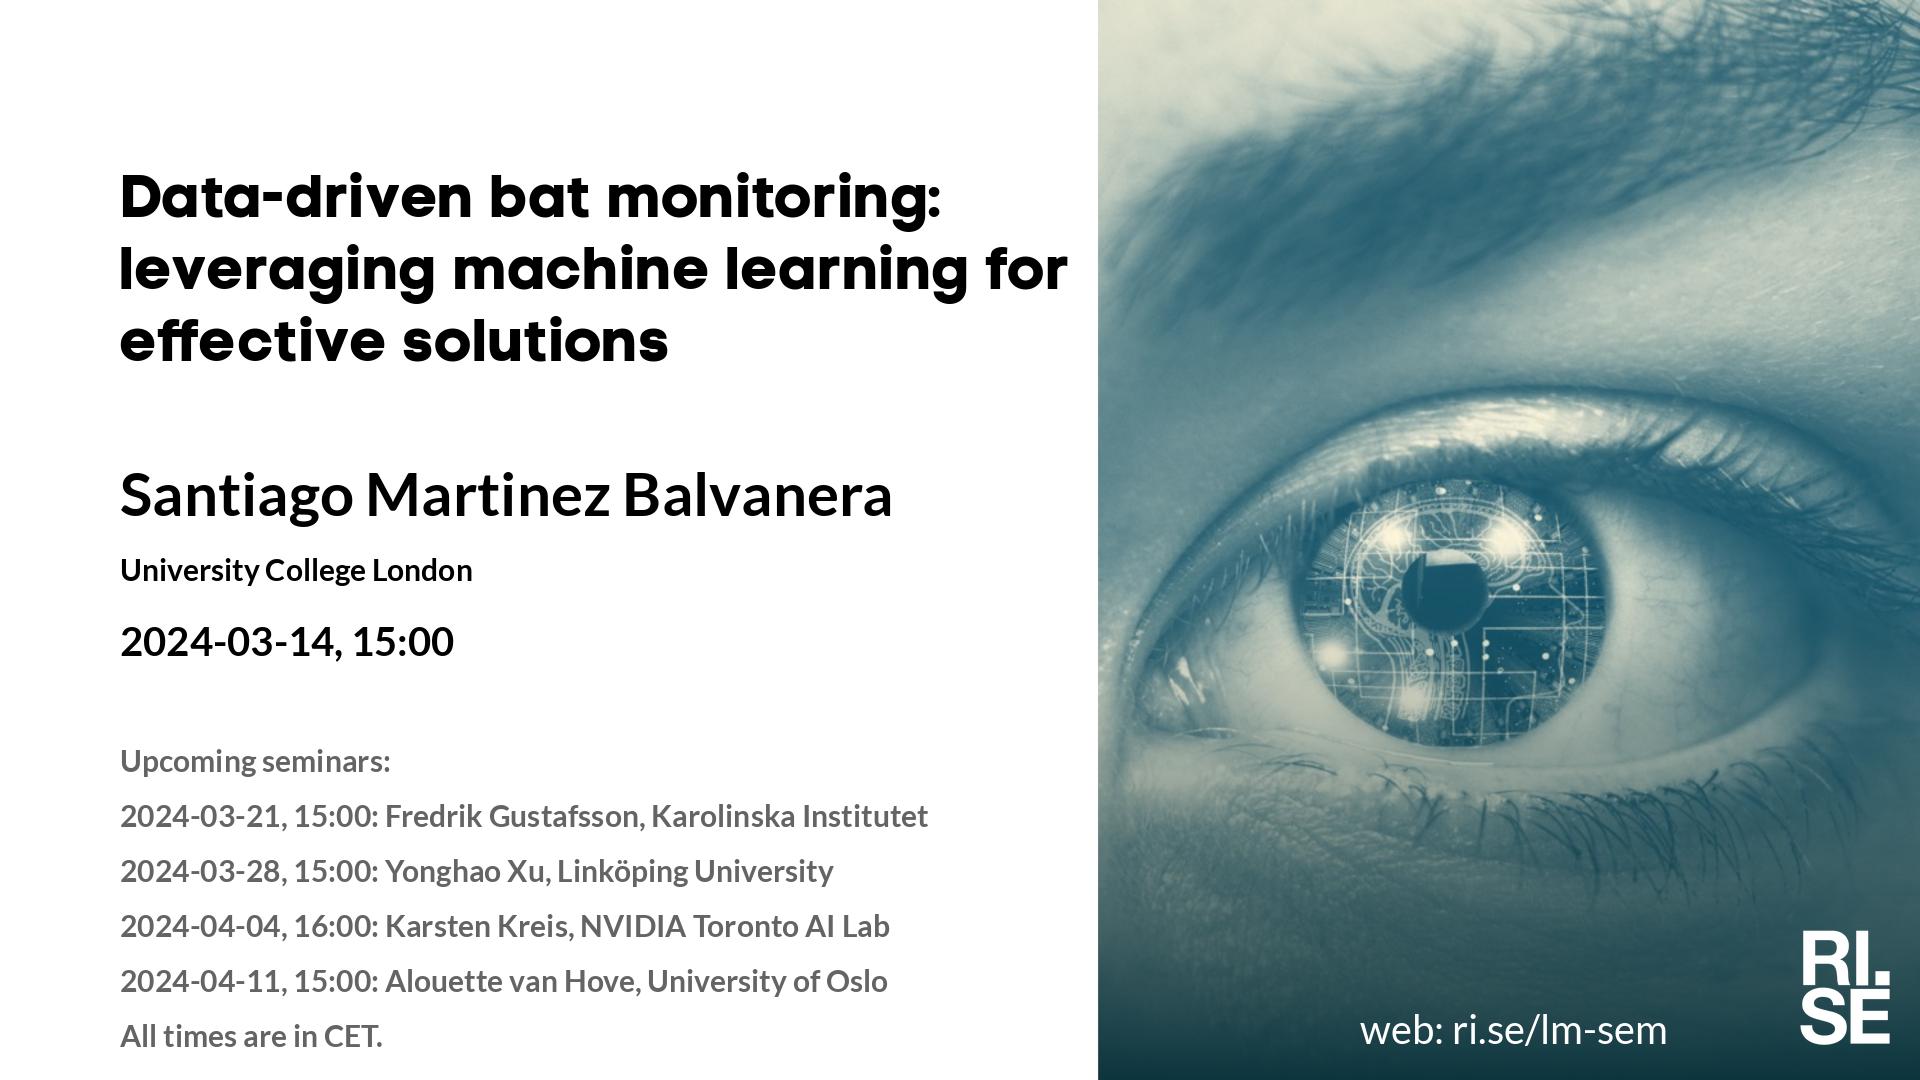 Data-driven bat monitoring:
leveraging machine learning for
effective solutions
Santiago Martinez Balvanera
University College London
2024-03-14, 15:00
Upcoming seminars:
2024-03-21, 15:00: Fredrik Gustafsson, Karolinska Institutet
2024-03-28, 15:00: Yonghao Xu, Linköping University
2024-04-04, 16:00: Karsten Kreis, NVIDIA Toronto AI Lab
2024-04-11, 15:00: Alouette van Hove, University of Oslo
All times are in CET.
web: ri.se/lm-sem
RI.
SE